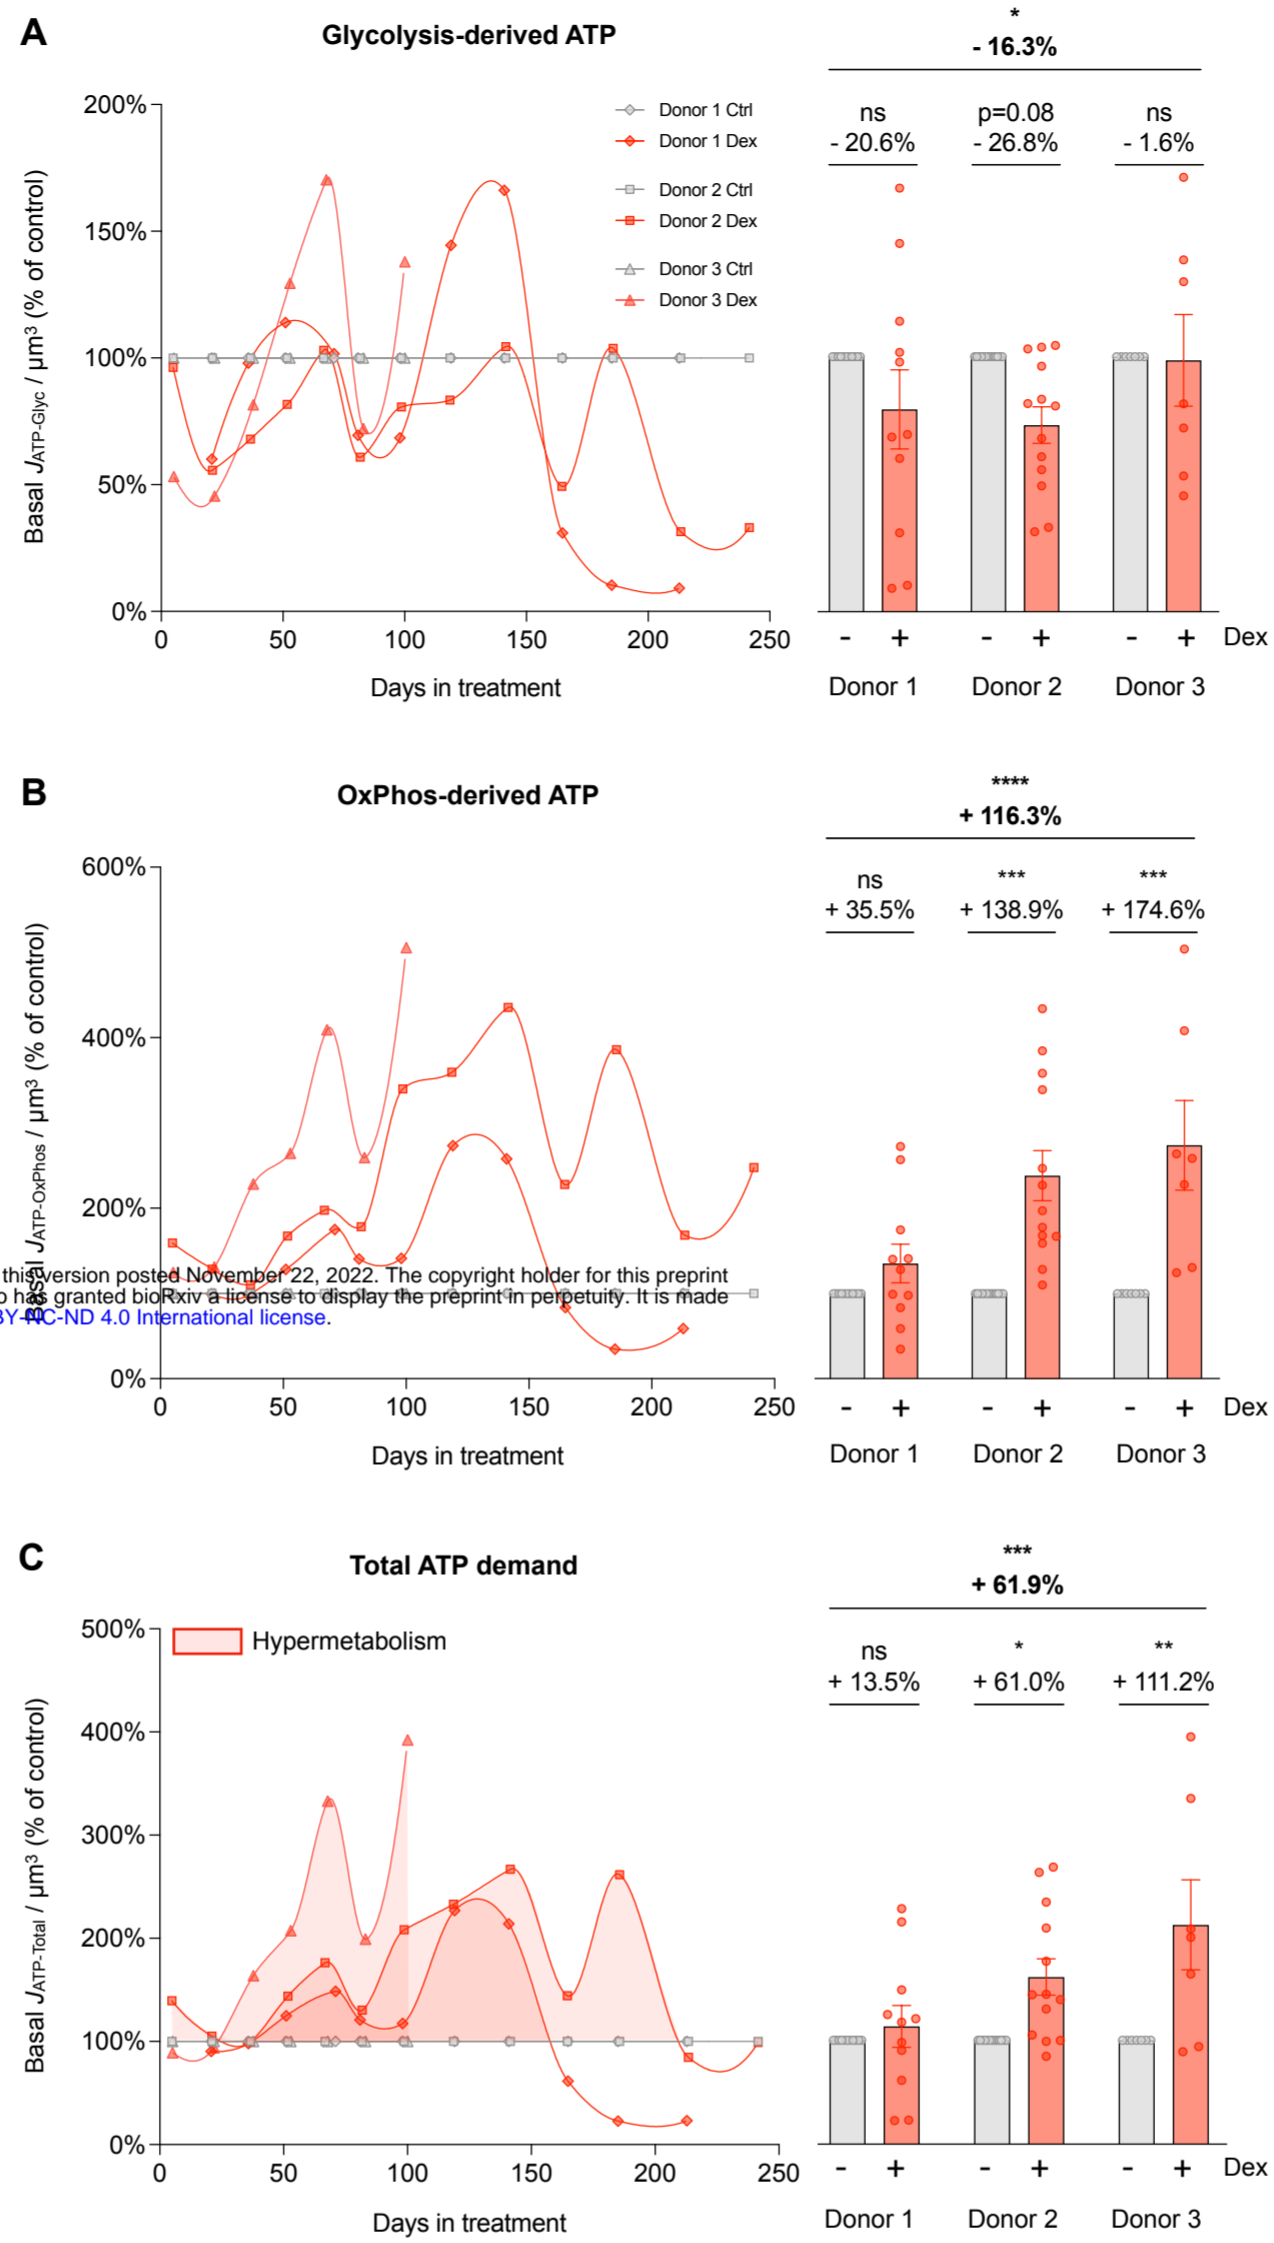 A
Glycolysis-derived ATP
*
- 16.3%
ns
- 20.6%
p=0.08
- 26.8%
ns
- 1.6%
Donor 1 Ctrl
Donor 1 Dex
Donor 2 Ctrl
Donor 2 Dex
Donor 3 Ctrl
Donor 3 Dex
Basal JATP-Glyc / µm³ (% of control)
200%
150%
100%
50%
0%
0 50 100 150 200 250
Days in treatment
- + - + - + Dex
Donor 1 Donor 2 Donor 3
B
OxPhos-derived ATP
****
+ 116.3%
ns
+ 35.5%
***
+ 138.9%
***
+ 174.6%
Basal JATP-OxPhos / µm³ (% of control)
600%
400%
200%
0%
this version posted November 22, 2022. The copyright holder for this preprint
o has granted bioRxiv a license to display the preprint in perpetuity. It is made
BY-NC-ND 4.0 International license.
0 50 100 150 200 250
Days in treatment
- + - + - + Dex
Donor 1 Donor 2 Donor 3
C
Total ATP demand
***
+ 61.9%
ns
+ 13.5%
*
+ 61.0%
**
+ 111.2%
Hypermetabolism
Basal JATP-Total / µm³ (% of control)
500%
400%
300%
200%
100%
0%
0 50 100 150 200 250
Days in treatment
- + - + - + Dex
Donor 1 Donor 2 Donor 3